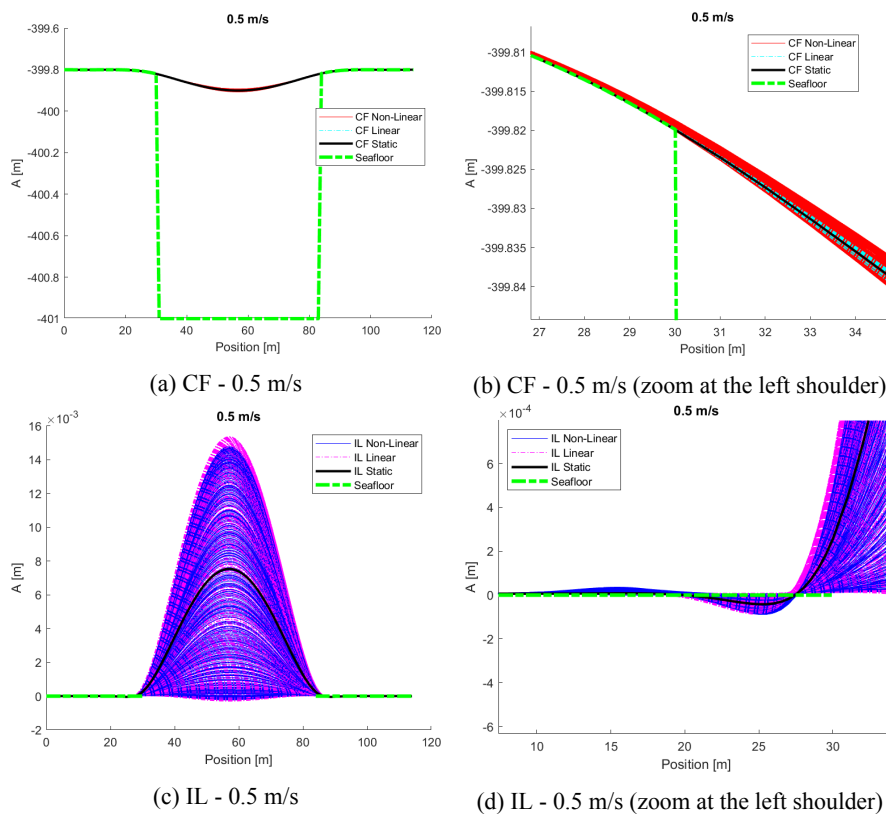 0.5 m/s
-399.6
-399.8
-400
-400.2
-400.4
-400.6
-400.8
-401
0 20 40 60 80 100 120
A [m]
Position [m]
CF Non-Linear
CF Linear
CF Static
Seafloor
(a) CF - 0.5 m/s
0.5 m/s
-399.81
-399.815
-399.82
-399.825
-399.83
-399.835
-399.84
27 28 29 30 31 32 33 34
A [m]
Position [m]
CF Non-Linear
CF Linear
CF Static
Seafloor
(b) CF - 0.5 m/s (zoom at the left shoulder)
×10-3
0.5 m/s
16
14
12
10
8
6
4
2
0
-2
0 20 40 60 80 100 120
A [m]
Position [m]
IL Non-Linear
IL Linear
IL Static
Seafloor
(c) IL - 0.5 m/s
×10-4
0.5 m/s
6
4
2
0
-2
-4
-6
10 15 20 25 30
A [m]
Position [m]
IL Non-Linear
IL Linear
IL Static
Seafloor
(d) IL - 0.5 m/s (zoom at the left shoulder)